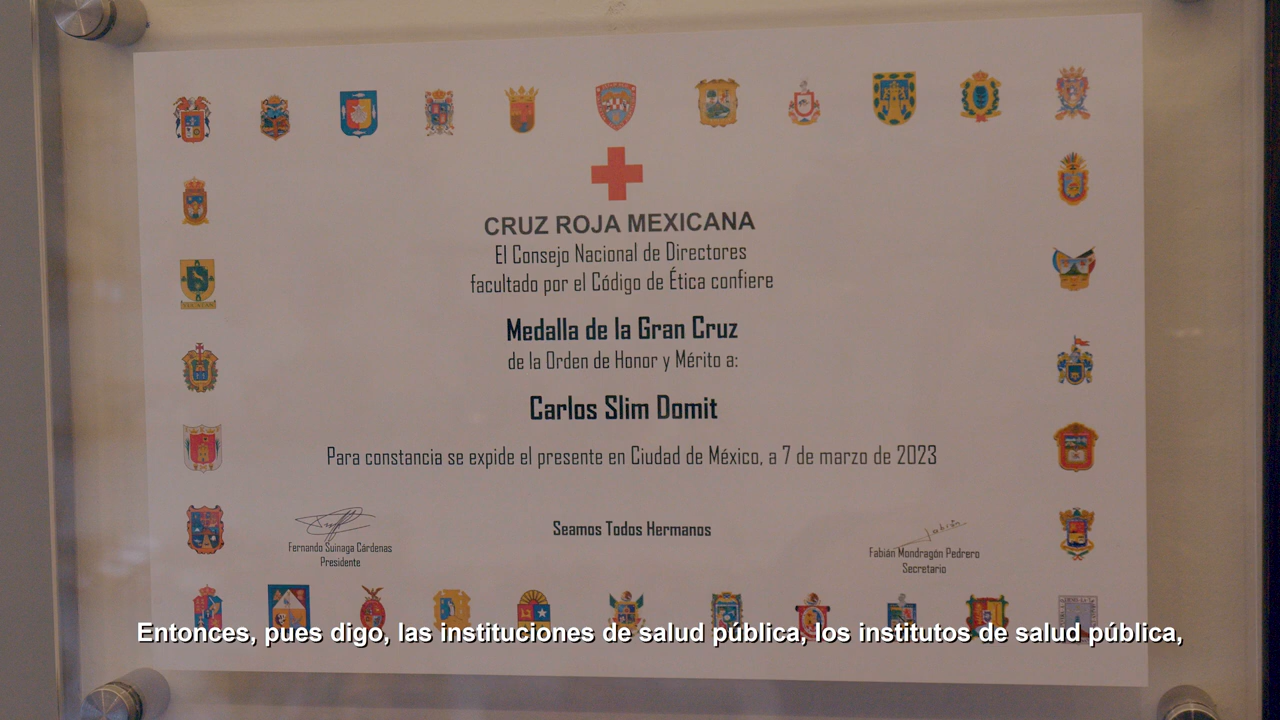 CRUZ ROJA MEXICANA
El Consejo Nacional de Directores
facultado por el Código de Ética confiere
Medalla de la Gran Cruz
de la Orden de Honor y Mérito a:
Carlos Slim Domit
Para constancia se expide el presente en Ciudad de México, a 7 de marzo de 2023
Seamos Todos Hermanos
Fernando Suinaga Cárdenas
Presidente
Fabián Mondragón Pedrero
Secretario
Entonces, pues digo, las instituciones de salud pública, los institutos de salud pública,